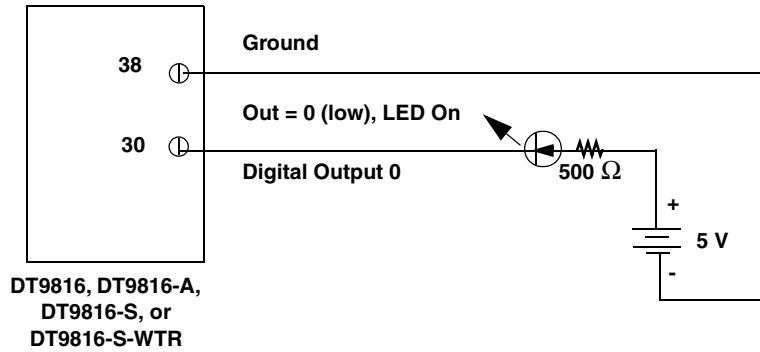 Ground
38
Out = 0 (low), LED On
30
Digital Output 0
500 Ω
+
5 V
-
DT9816, DT9816-A,
DT9816-S, or
DT9816-S-WTR